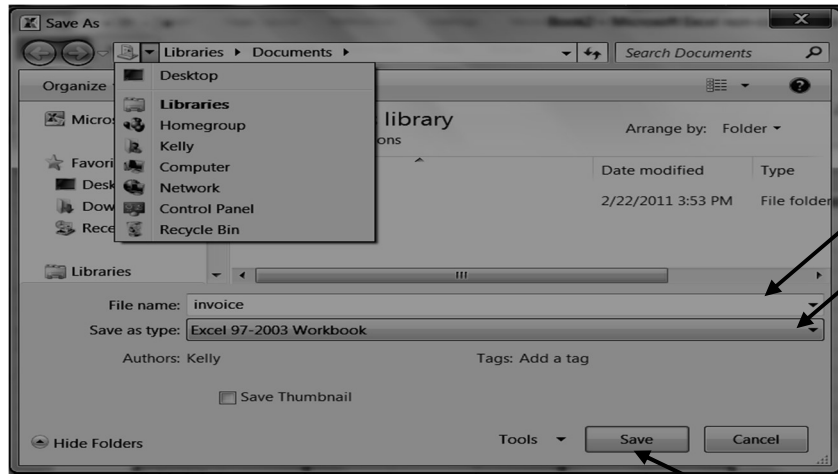 Save As
Libraries Documents Search Documents
Organize
Desktop
Libraries
Homegroup
Kelly
Computer
Network
Control Panel
Recycle Bin
library
Arrange by: Folder
Date modified Type
2/22/2011 3:53 PM File folder
Libraries
File name: invoice
Save as type: Excel 97-2003 Workbook
Authors: Kelly Tags: Add a tag
Save Thumbnail
Hide Folders Tools Save Cancel